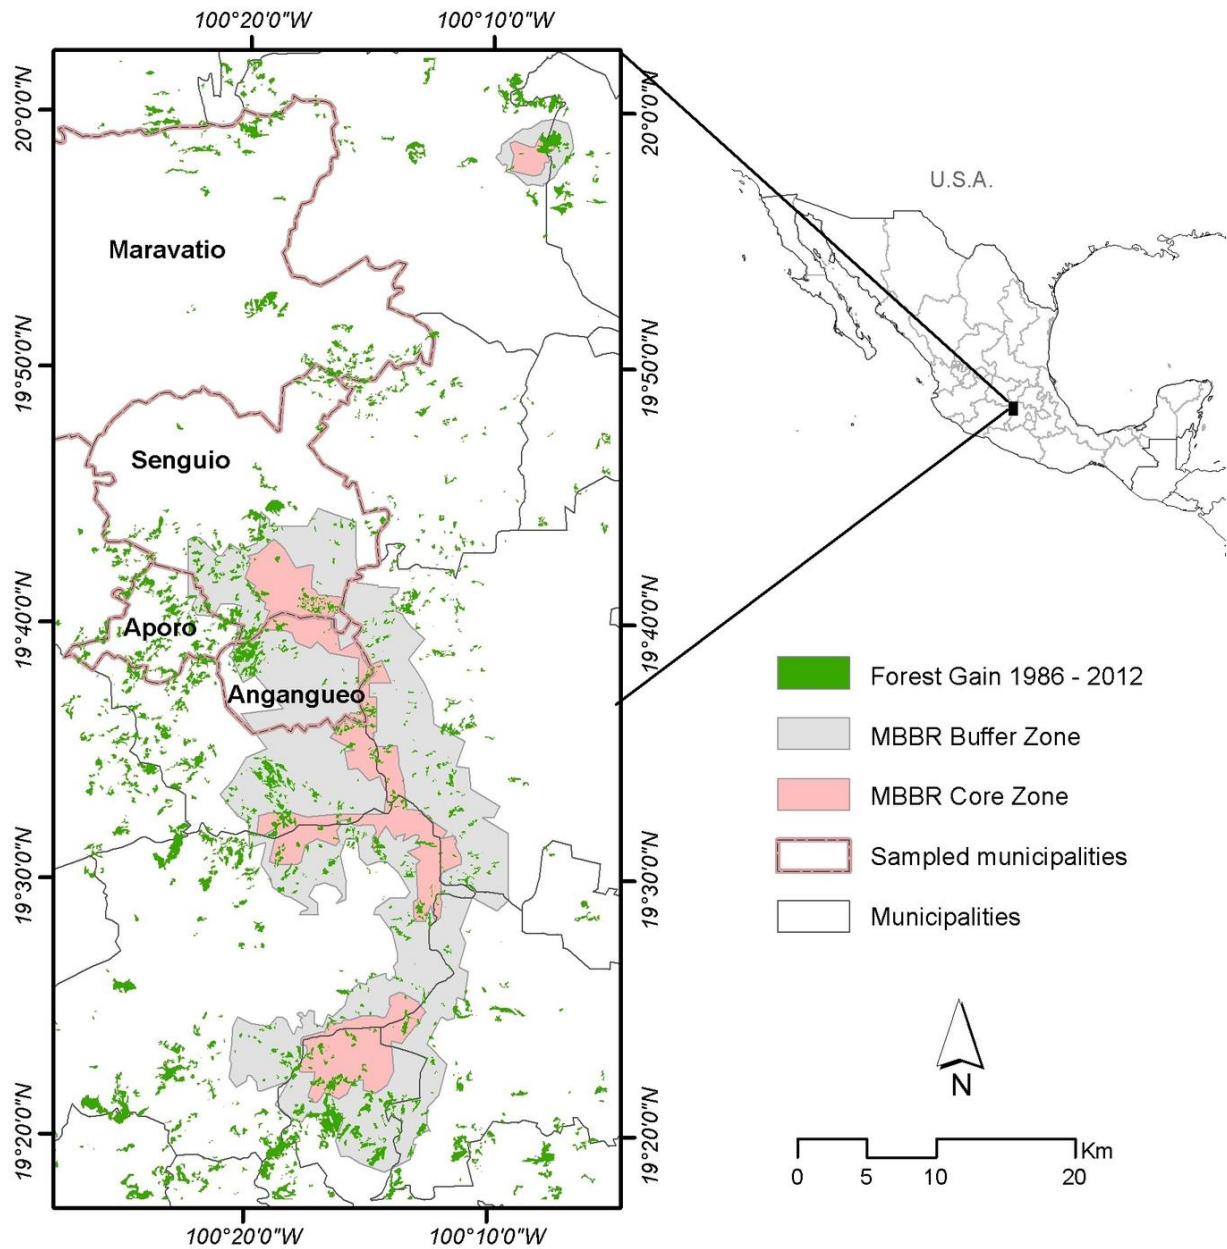 100°20'0"W 100°10'0"W
20°0'0"N
20°0'0"N
U.S.A.
Maravatio
19°50'0"N
19°50'0"N
Senguio
19°40'0"N
19°40'0"N
Aporo
Angangueo
Forest Gain 1986 - 2012
MBBR Buffer Zone
MBBR Core Zone
Sampled municipalities
Municipalities
19°30'0"N
19°30'0"N
N
19°20'0"N
19°20'0"N
Km
0 5 10 20
100°20'0"W 100°10'0"W